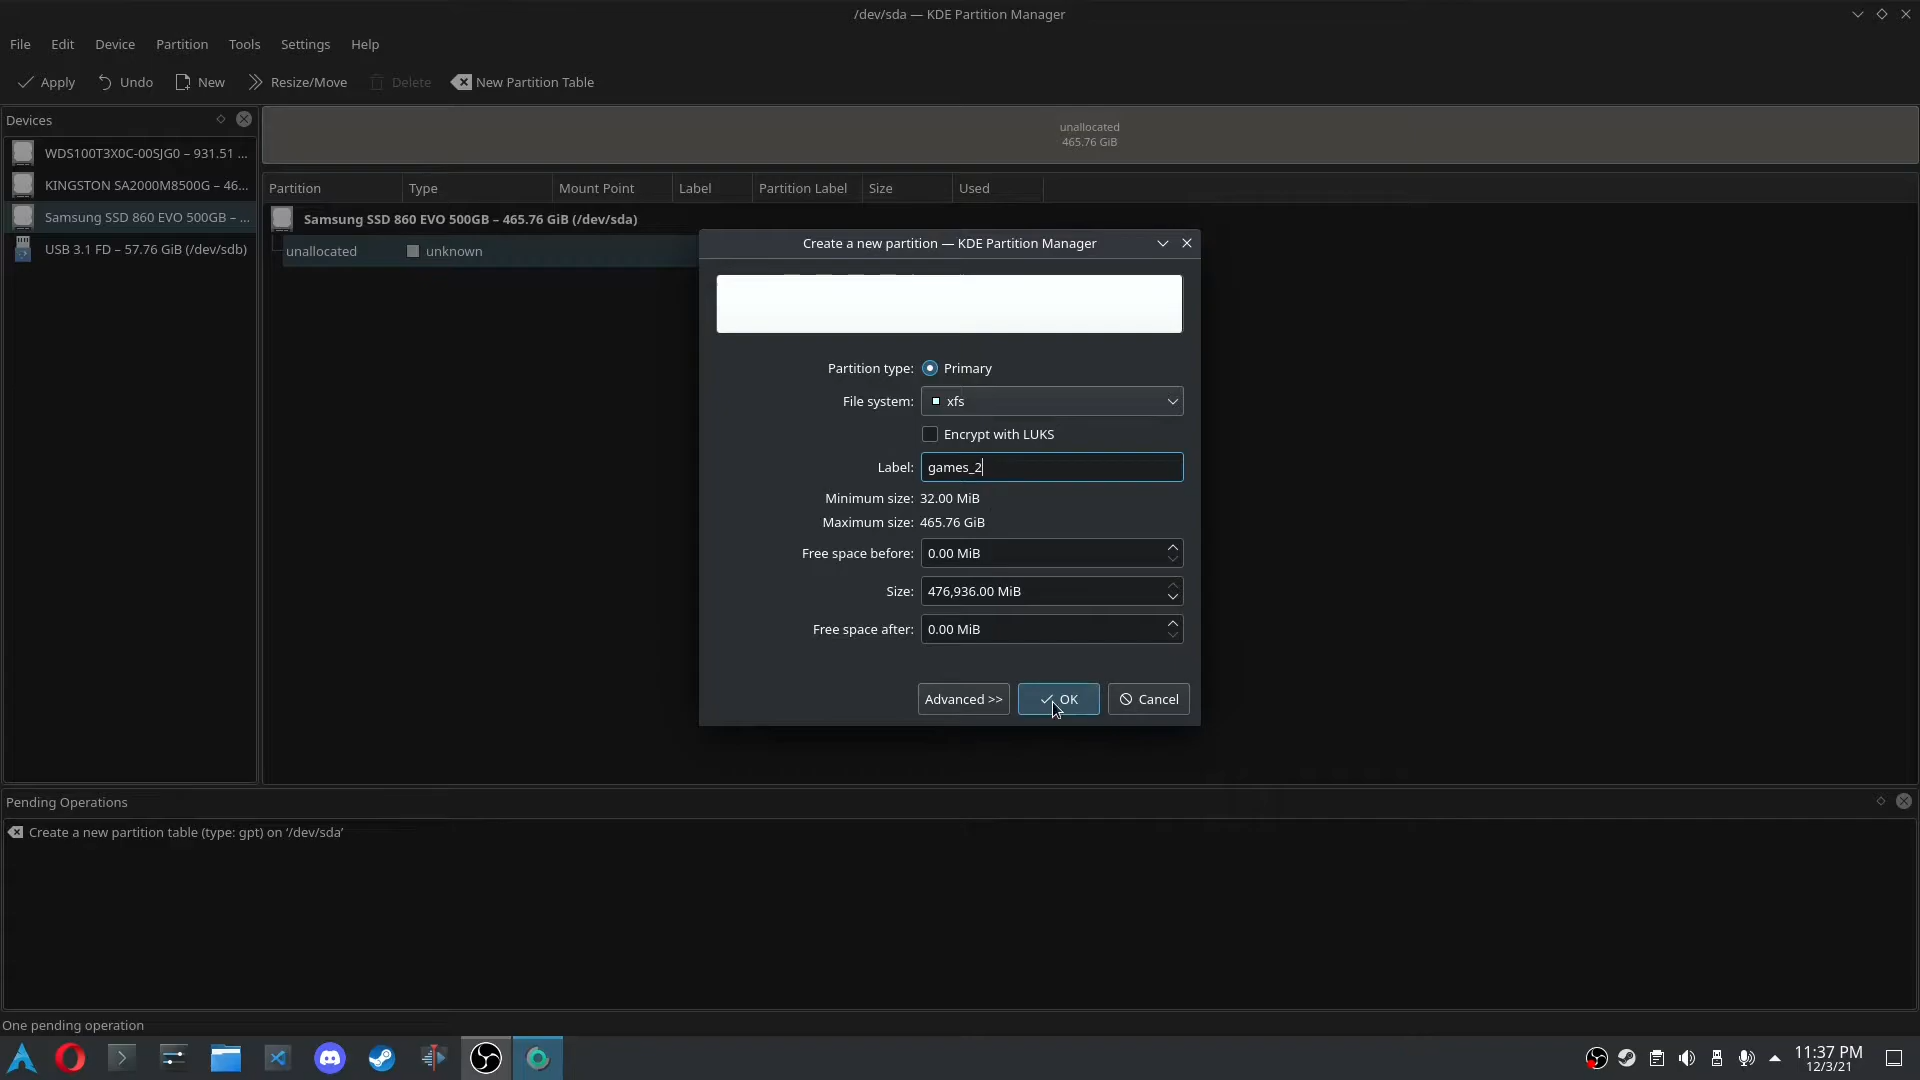 /dev/sda — KDE Partition Manager
File Edit Device Partition Tools Settings Help
Apply Undo New Resize/Move Delete New Partition Table
Devices
WDS100T3X0C-00SJG0 – 931.51 ...
KINGSTON SA2000M8500G – 46...
Samsung SSD 860 EVO 500GB – ...
USB 3.1 FD – 57.76 GiB (/dev/sdb)
unallocated
465.76 GiB
Partition Type Mount Point Label Partition Label Size Used
Samsung SSD 860 EVO 500GB – 465.76 GiB (/dev/sda)
unallocated unknown
Create a new partition — KDE Partition Manager
Partition type: Primary
File system: xfs
Encrypt with LUKS
Label: games_2
Minimum size: 32.00 MiB
Maximum size: 465.76 GiB
Free space before: 0.00 MiB
Size: 476,936.00 MiB
Free space after: 0.00 MiB
Advanced >> OK Cancel
Pending Operations
Create a new partition table (type: gpt) on ‘/dev/sda’
One pending operation
11:37 PM
12/3/21